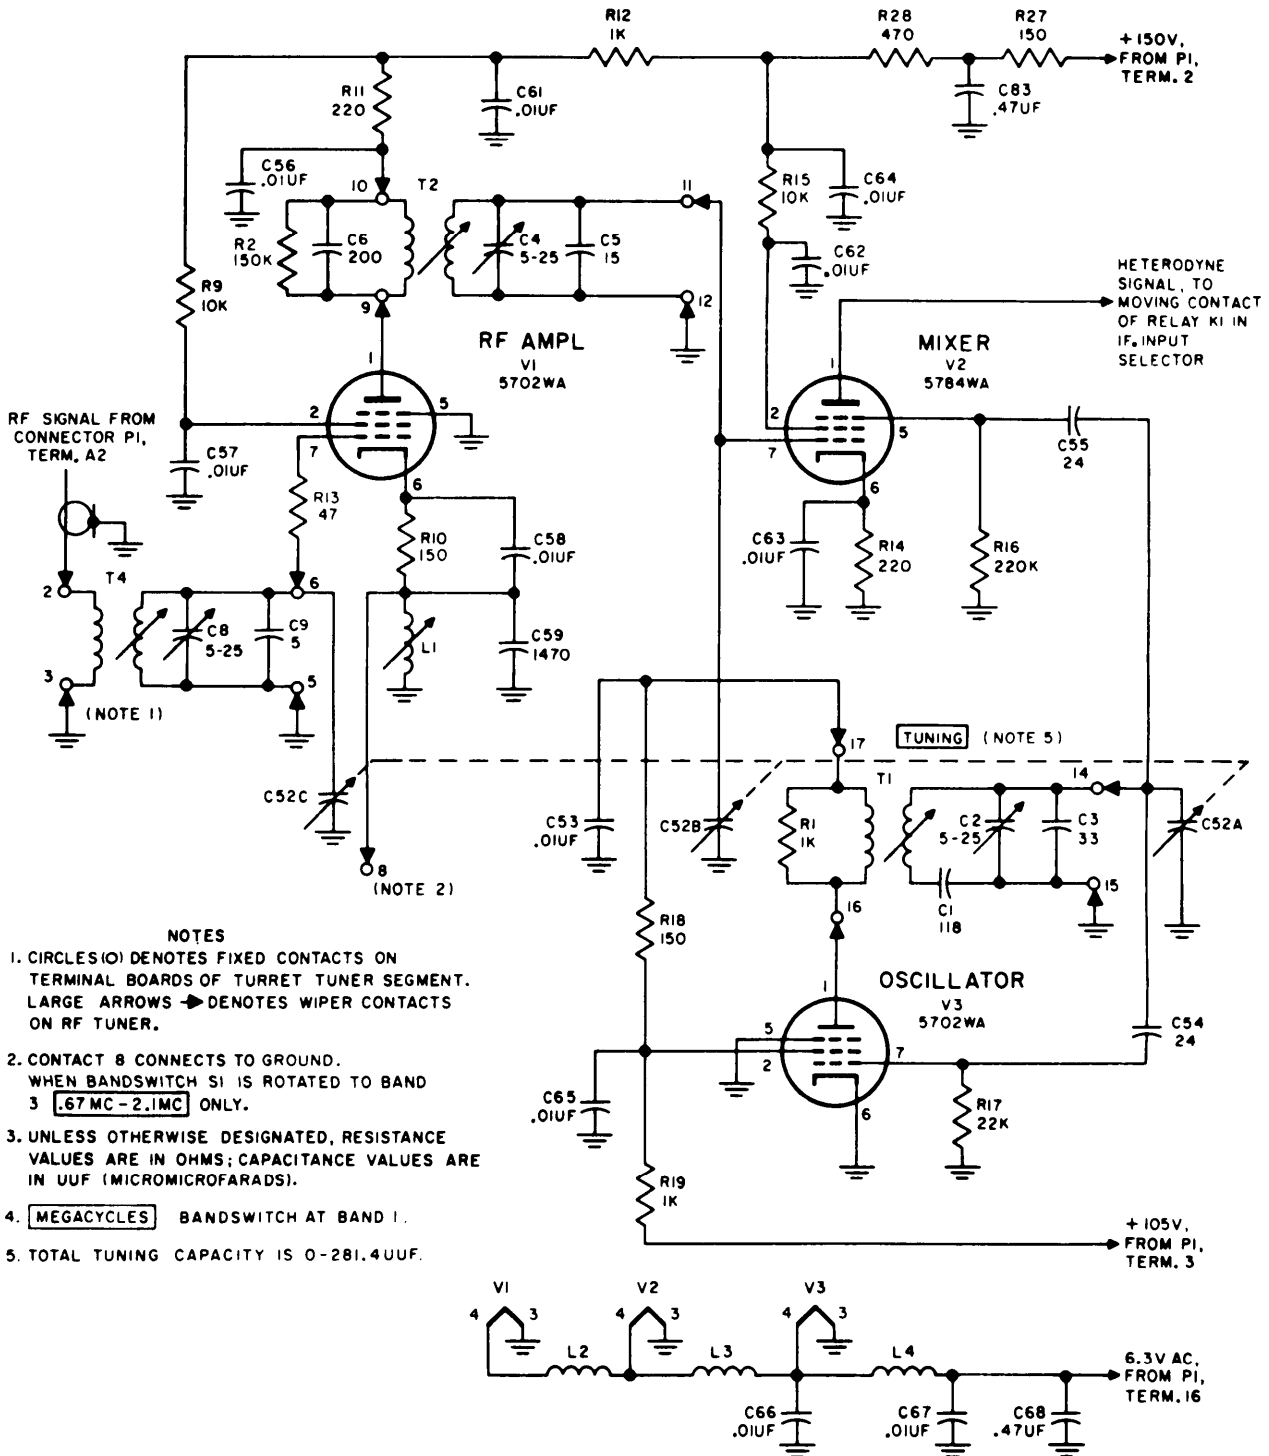 R12
1K
R28
470
R27
150
+150V,
FROM P1,
TERM. 2
R11
220
C61
.01UF
C83
.47UF
C56
.01UF
10
T2
11
R15
10K
C64
.01UF
R2
150K
C6
200
C4
5-25
C5
15
C62
.01UF
R9
10K
9
12
HETERODYNE
SIGNAL, TO
MOVING CONTACT
OF RELAY K1 IN
IF. INPUT
SELECTOR
RF AMPL
V1
5702WA
MIXER
V2
5784WA
1
1
RF SIGNAL FROM
CONNECTOR P1,
TERM. A2
2
5
7
6
2
5
7
6
C55
24
C57
.01UF
R13
47
R10
150
C58
.01UF
C63
.01UF
R14
220
R16
220K
2
T4
6
C8
5-25
C9
5
L1
C59
1470
3
5
(NOTE 1)
17
TUNING (NOTE 5)
C52C
C53
.01UF
C52B
T1
14
R1
1K
C2
5-25
C3
33
C52A
8
(NOTE 2)
16
C1
118
15
R18
150
OSCILLATOR
V3
5702WA
1
5
2
7
6
C54
24
C65
.01UF
R17
22K
R19
1K
+105V,
FROM P1,
TERM. 3
NOTES
1. CIRCLES (O) DENOTES FIXED CONTACTS ON
TERMINAL BOARDS OF TURRET TUNER SEGMENT.
LARGE ARROWS → DENOTES WIPER CONTACTS
ON RF TUNER.
2. CONTACT 8 CONNECTS TO GROUND.
WHEN BANDSWITCH S1 IS ROTATED TO BAND
3 .67 MC-2.1MC ONLY.
3. UNLESS OTHERWISE DESIGNATED, RESISTANCE
VALUES ARE IN OHMS; CAPACITANCE VALUES ARE
IN UUF (MICROMICROFARADS).
4. MEGACYCLES BANDSWITCH AT BAND 1.
5. TOTAL TUNING CAPACITY IS 0-281.4UUF.
V1
4 3
V2
4 3
V3
4 3
L2
L3
L4
6.3V AC,
FROM P1,
TERM. 16
C66
.01UF
C67
.01UF
C68
.47UF